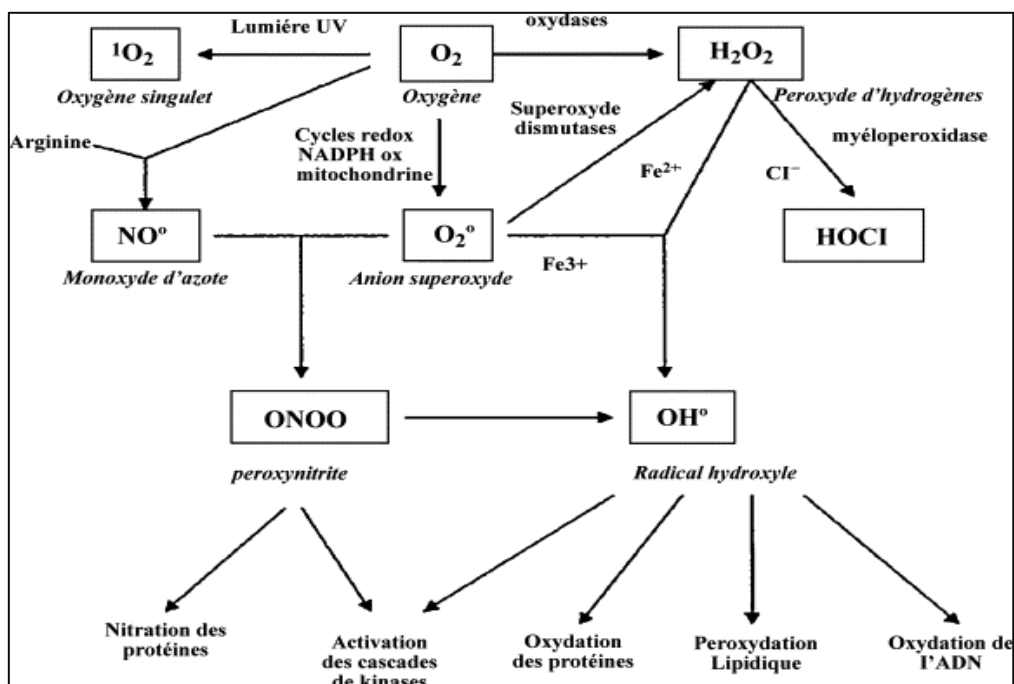 Lumiére UV
oxydases
¹O₂
O₂
H₂O₂
Oxygène singulet
Oxygène
Peroxyde d'hydrogènes
Arginine
Cycles redox
NADPH ox
mitochondrine
Superoxyde
dismutases
myéloperoxidase
Fe²⁺
CI⁻
NOº
O₂º
HOCI
Monoxyde d'azote
Anion superoxyde
Fe3+
ONOO
OHº
peroxynitrite
Radical hydroxyle
Nitration des
protéines
Activation
des cascades
de kinases
Oxydation
des protéines
Peroxydation
Lipidique
Oxydation de
I'ADN